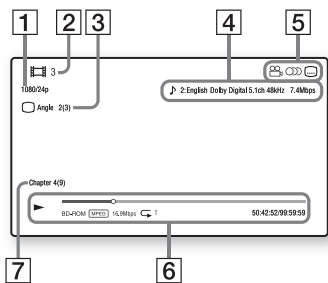 1 2 3 4 5
3
1080/24p
2:English Dolby Digital 5.1ch 48kHz 7.4Mbps
Angle 2(3)
Chapter 4(9)
BD-ROM MPEG 16.9Mbps T 50:42:52/99:59:59
7 6